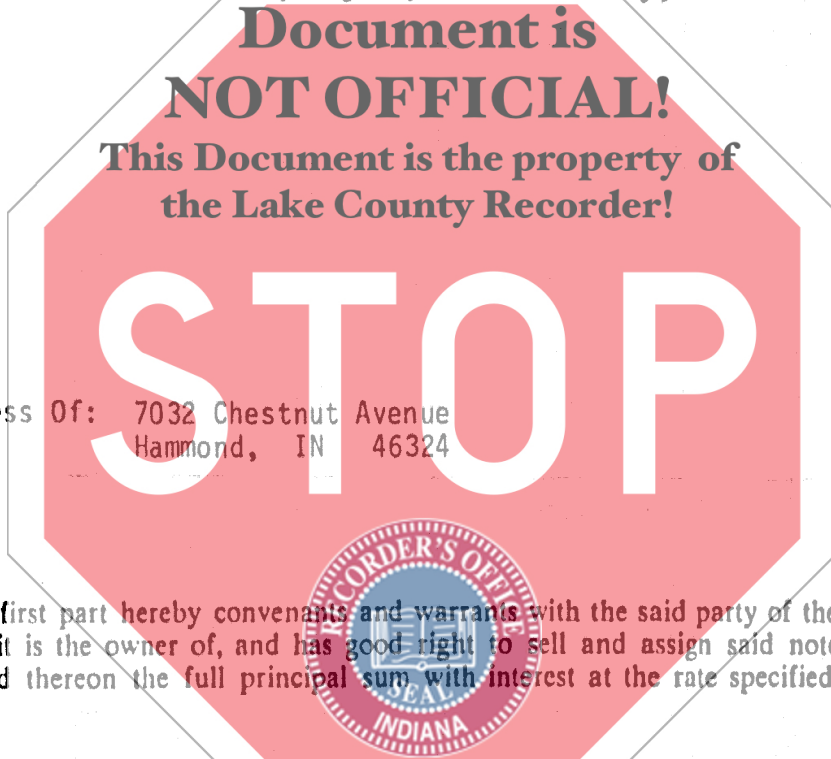 Document is
NOT OFFICIAL!
This Document is the property of
the Lake County Recorder!
STOP
ss Of: 7032 Chestnut Avenue
Hammond, IN 46324
first part hereby convenants and warrants with the said party of the
it is the owner of, and has good right to sell and assign said note
d thereon the full principal sum with interest at the rate specified
RECORDER'S OFFICE
SEAL
INDIANA